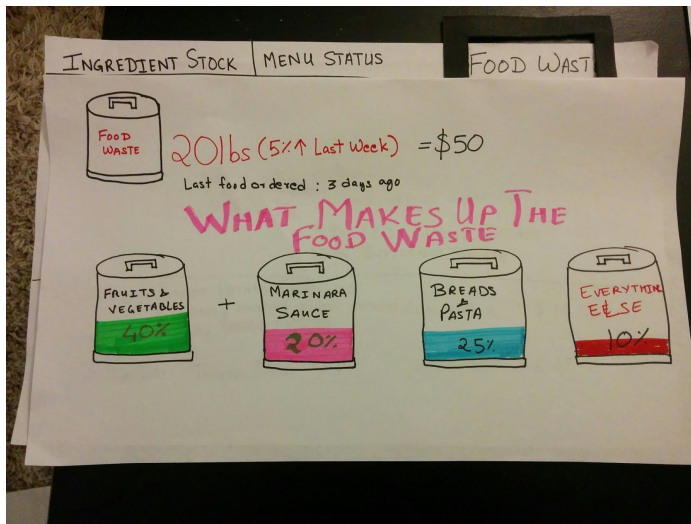 INGREDIENT STOCK
MENU STATUS
FOOD WAST
FOOD WASTE
20lbs (5%↑ Last Week) = $50
Last food ordered : 3 days ago
WHAT MAKES UP THE
FOOD WASTE
FRUITS &
VEGETABLES
40%
+
MARINARA
SAUCE
20%
BREADS
&
PASTA
25%
EVERYTHIN
ELSE
10%